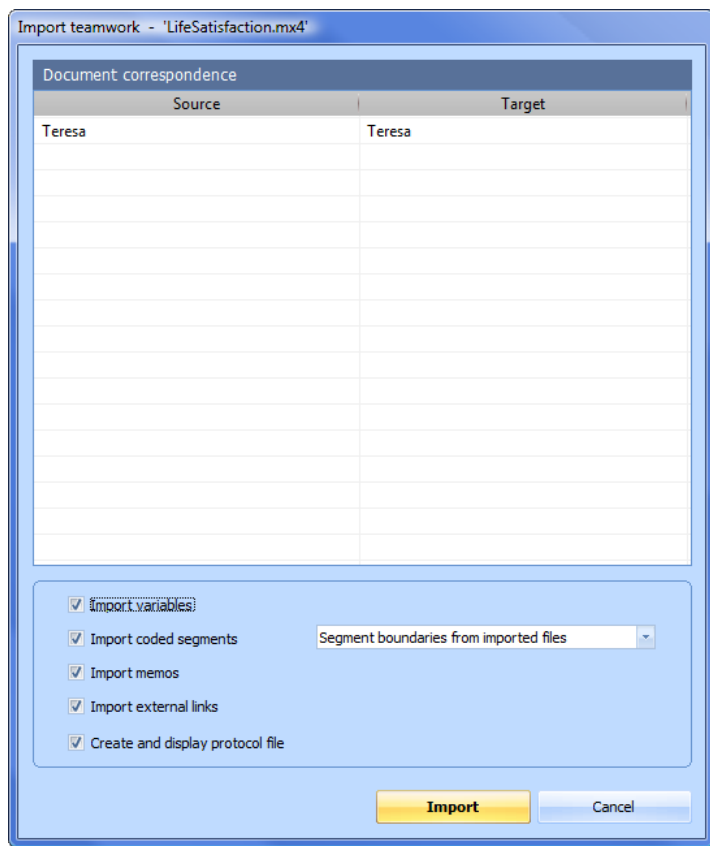 Import teamwork - 'LifeSatisfaction.mx4'
Document correspondence
Source Target
Teresa Teresa
Import variables
Import coded segments Segment boundaries from imported files
Import memos
Import external links
Create and display protocol file
Import Cancel